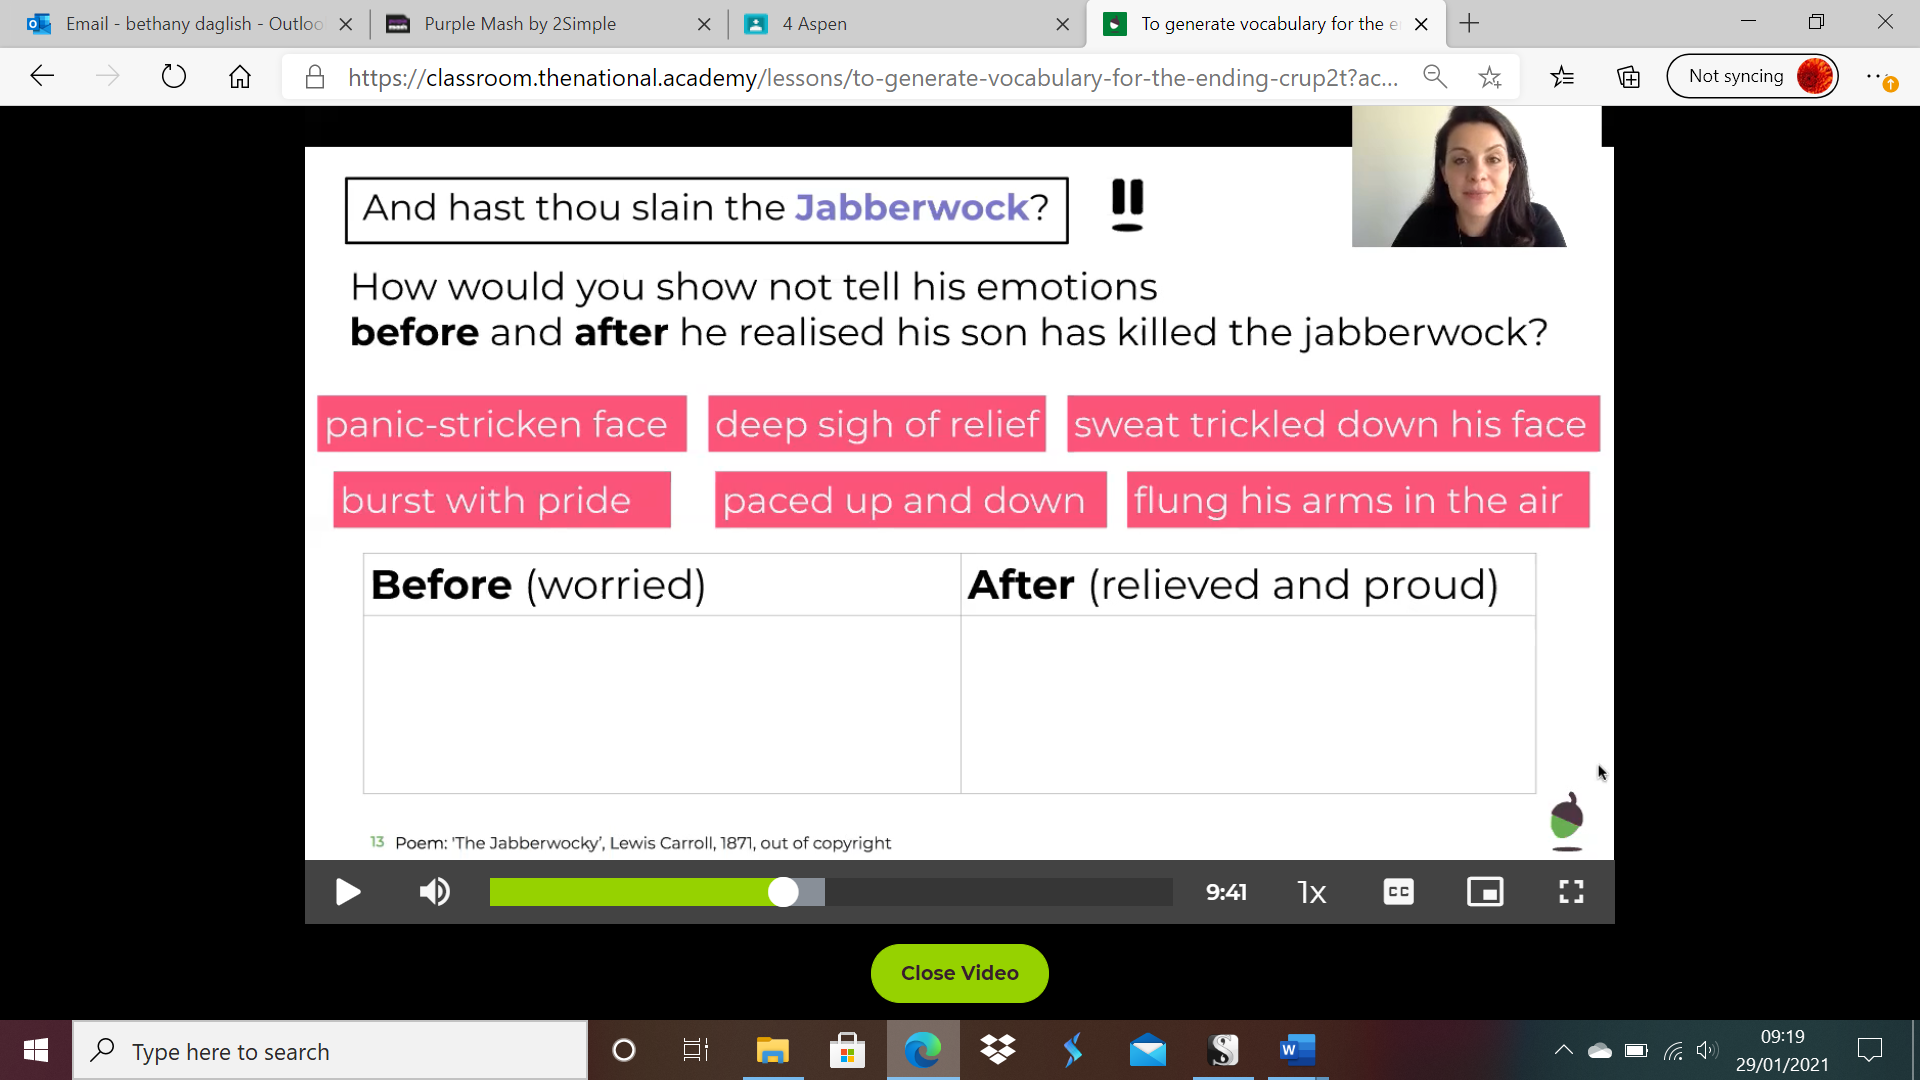 Email - bethany daglish - Outloo
Purple Mash by 2Simple
4 Aspen
To generate vocabulary for the e
https://classroom.thenational.academy/lessons/to-generate-vocabulary-for-the-ending-crup2t?ac...
Not syncing
And hast thou slain the Jabberwock?
How would you show not tell his emotions
before and after he realised his son has killed the jabberwock?
panic-stricken face deep sigh of relief sweat trickled down his face
burst with pride paced up and down flung his arms in the air
Before (worried) After (relieved and proud)
13 Poem: 'The Jabberwocky', Lewis Carroll, 1871, out of copyright
9:41 1x CC
Close Video
Type here to search
09:19
29/01/2021